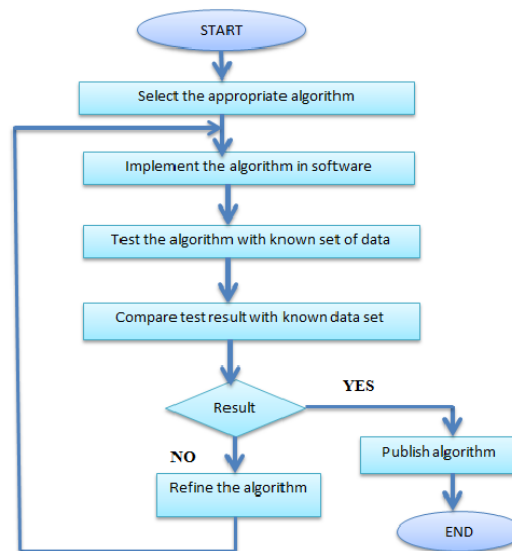 START
Select the appropriate algorithm
Implement the algorithm in software
Test the algorithm with known set of data
Compare test result with known data set
Result
YES
NO
Publish algorithm
Refine the algorithm
END